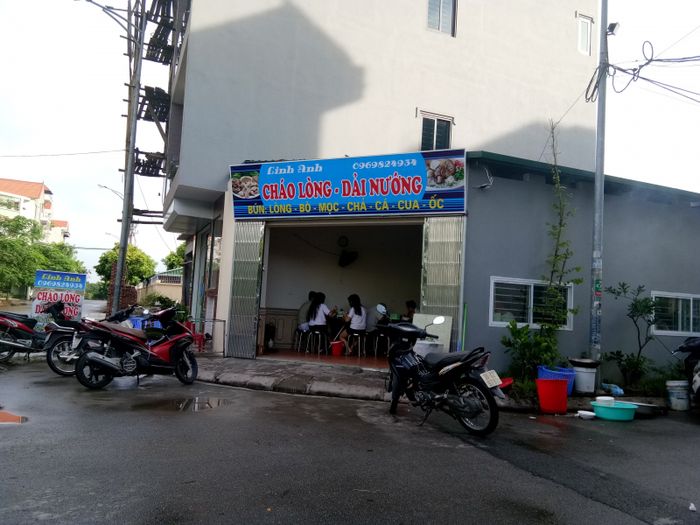 Linh Anh 0969824934
CHÁO LÒNG - DẢI NƯỚNG
BÚN: LÒNG - BÒ - MỌC - CHẢ - CÁ - CUA - ỐC
Linh Anh
0969824934
CHÁO LÒNG